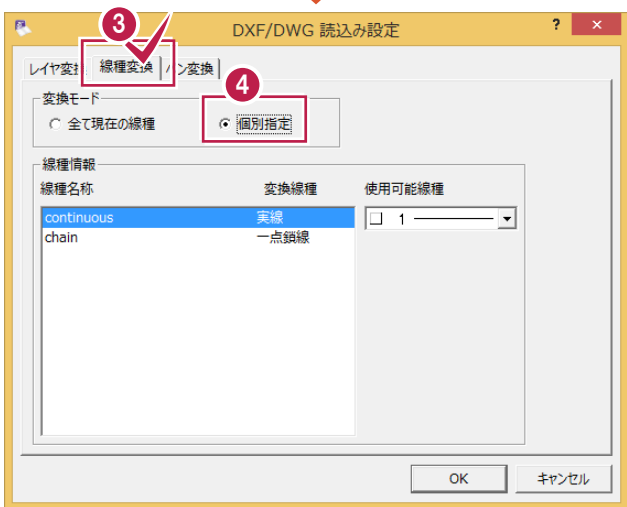 3
DXF/DWG 読込み設定
?
×
レイヤ変換 線種変換 ペン変換
4
変換モード
全て現在の線種 個別指定
線種情報
線種名称 変換線種 使用可能線種
continuous 実線 1
chain 一点鎖線
OK キャンセル